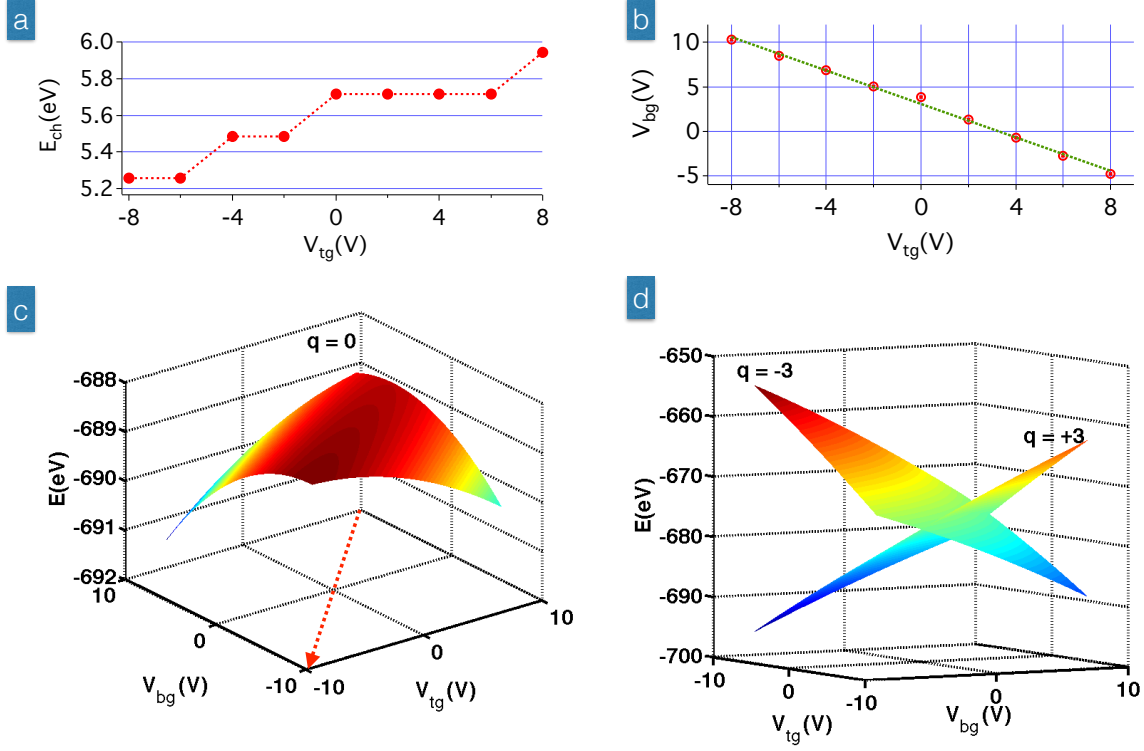 a
6.0
5.8
5.6
5.4
5.2
E_ch(eV)
-8 -4 0 4 8
V_tg(V)
b
10
5
0
-5
V_bg(V)
-8 -4 0 4 8
V_tg(V)
c
q = 0
-688
-689
-690
-691
-692
E(eV)
10
0
-10
V_bg(V)
-10
0
10
V_tg(V)
d
-650
-660
-670
-680
-690
-700
E(eV)
q = -3
q = +3
-10
0
V_tg(V)
-10
0
10
V_bg(V)